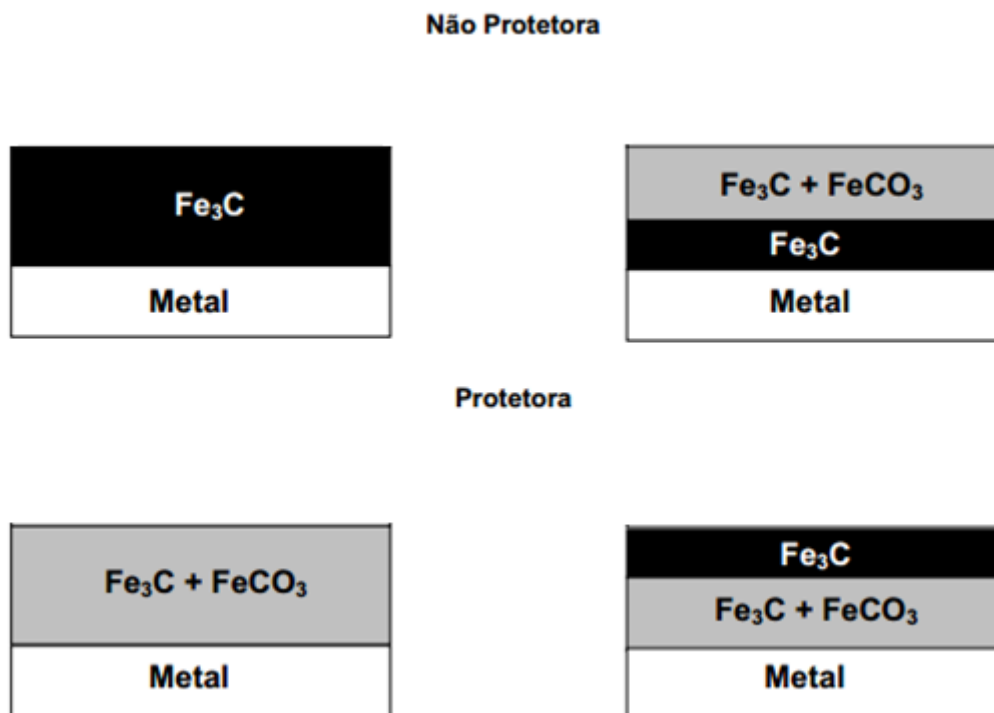 Não Protetora
Fe₃C
Metal
Fe₃C + FeCO₃
Fe₃C
Metal
Protetora
Fe₃C + FeCO₃
Metal
Fe₃C
Fe₃C + FeCO₃
Metal